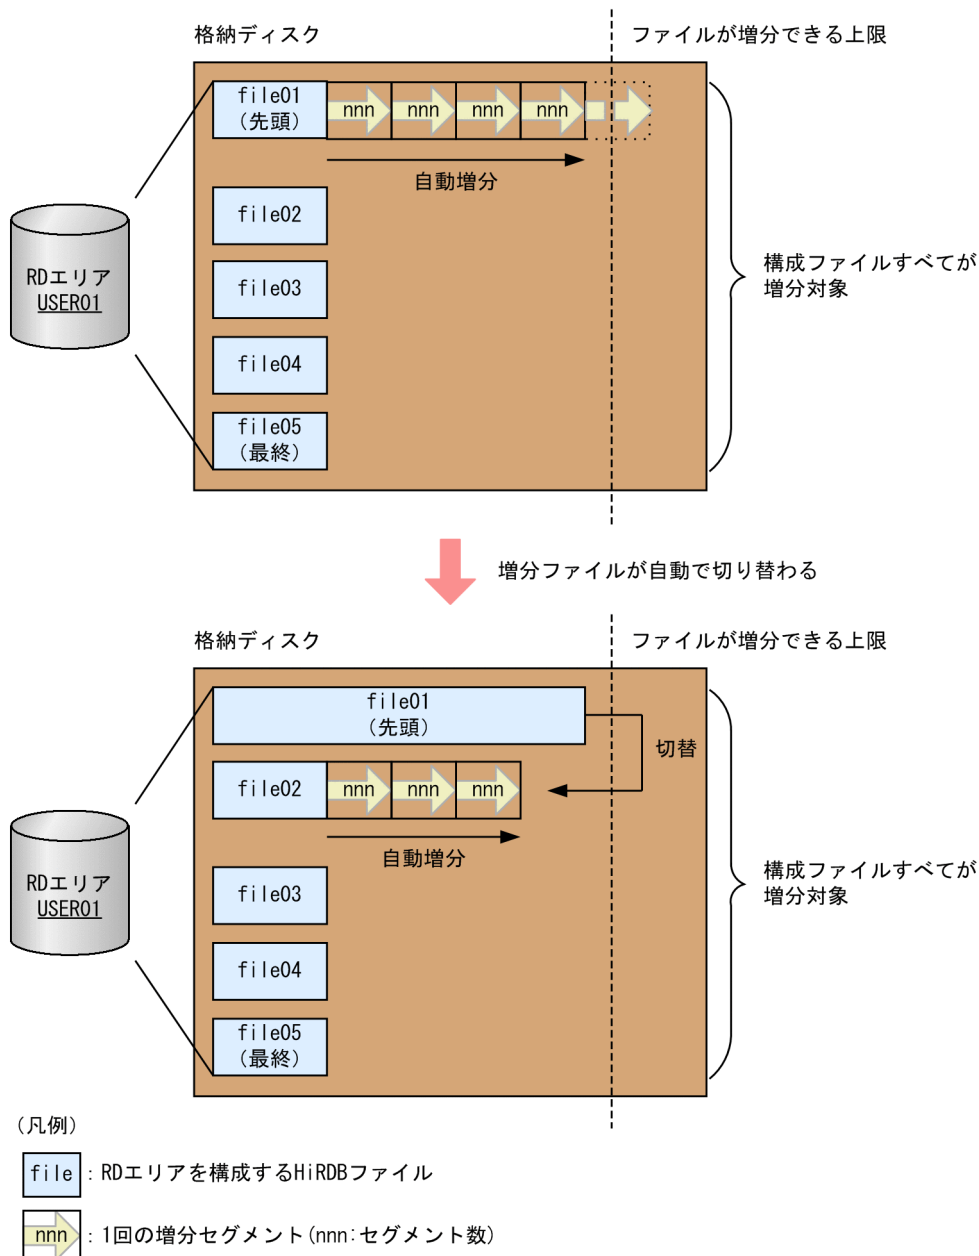 格納ディスク
ファイルが増分できる上限
file01
(先頭)
nnn
nnn
nnn
nnn
自動増分
file02
RDエリア
USER01
file03
構成ファイルすべてが
増分対象
file04
file05
(最終)
増分ファイルが自動で切り替わる
格納ディスク
ファイルが増分できる上限
file01
(先頭)
切替
file02
nnn
nnn
nnn
自動増分
RDエリア
USER01
file03
構成ファイルすべてが
増分対象
file04
file05
(最終)
(凡例)
file
:RDエリアを構成するHiRDBファイル
nnn
:1回の増分セグメント(nnn:セグメント数)